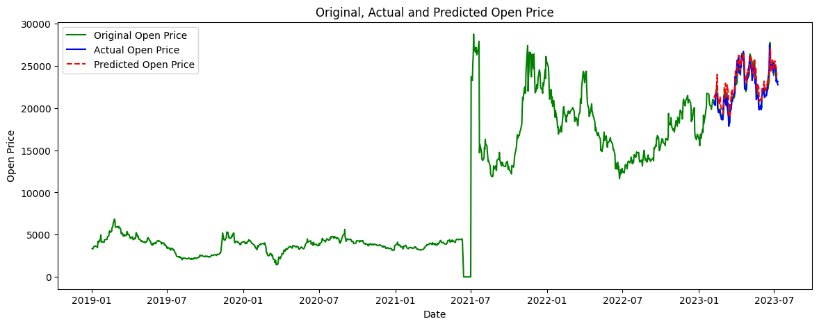 Original, Actual and Predicted Open Price
Original Open Price
Actual Open Price
Predicted Open Price
30000
25000
20000
15000
10000
5000
0
Open Price
2019-01 2019-07 2020-01 2020-07 2021-01 2021-07 2022-01 2022-07 2023-01 2023-07
Date